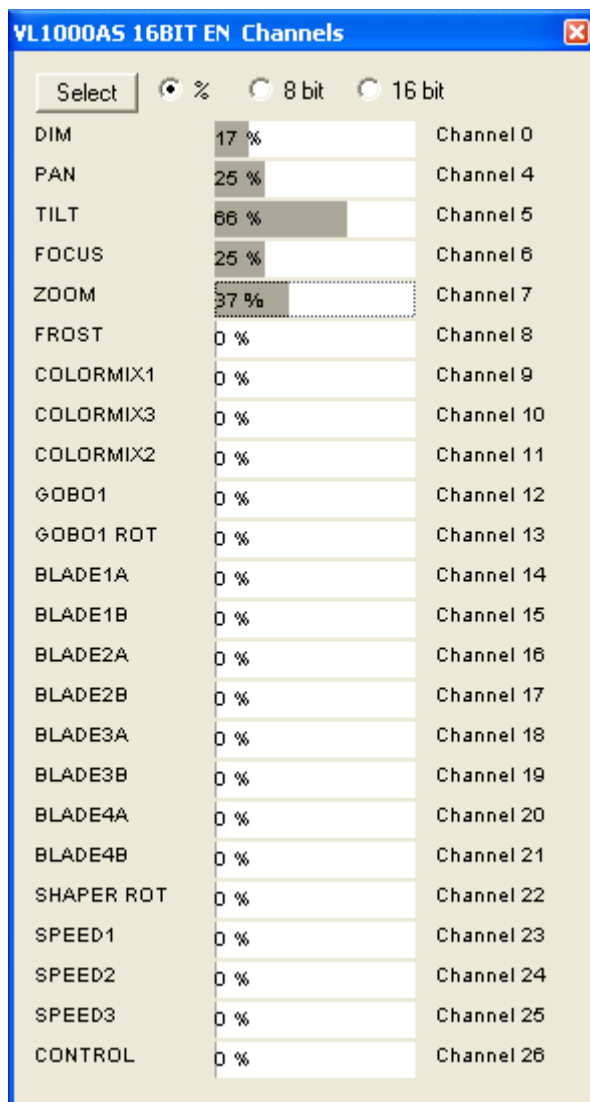 VL1000AS 16BIT EN Channels
Select % 8 bit 16 bit
DIM 17 % Channel 0
PAN 25 % Channel 4
TILT 66 % Channel 5
FOCUS 25 % Channel 6
ZOOM 37 % Channel 7
FROST 0 % Channel 8
COLORMIX1 0 % Channel 9
COLORMIX3 0 % Channel 10
COLORMIX2 0 % Channel 11
GOBO1 0 % Channel 12
GOBO1 ROT 0 % Channel 13
BLADE1A 0 % Channel 14
BLADE1B 0 % Channel 15
BLADE2A 0 % Channel 16
BLADE2B 0 % Channel 17
BLADE3A 0 % Channel 18
BLADE3B 0 % Channel 19
BLADE4A 0 % Channel 20
BLADE4B 0 % Channel 21
SHAPER ROT 0 % Channel 22
SPEED1 0 % Channel 23
SPEED2 0 % Channel 24
SPEED3 0 % Channel 25
CONTROL 0 % Channel 26